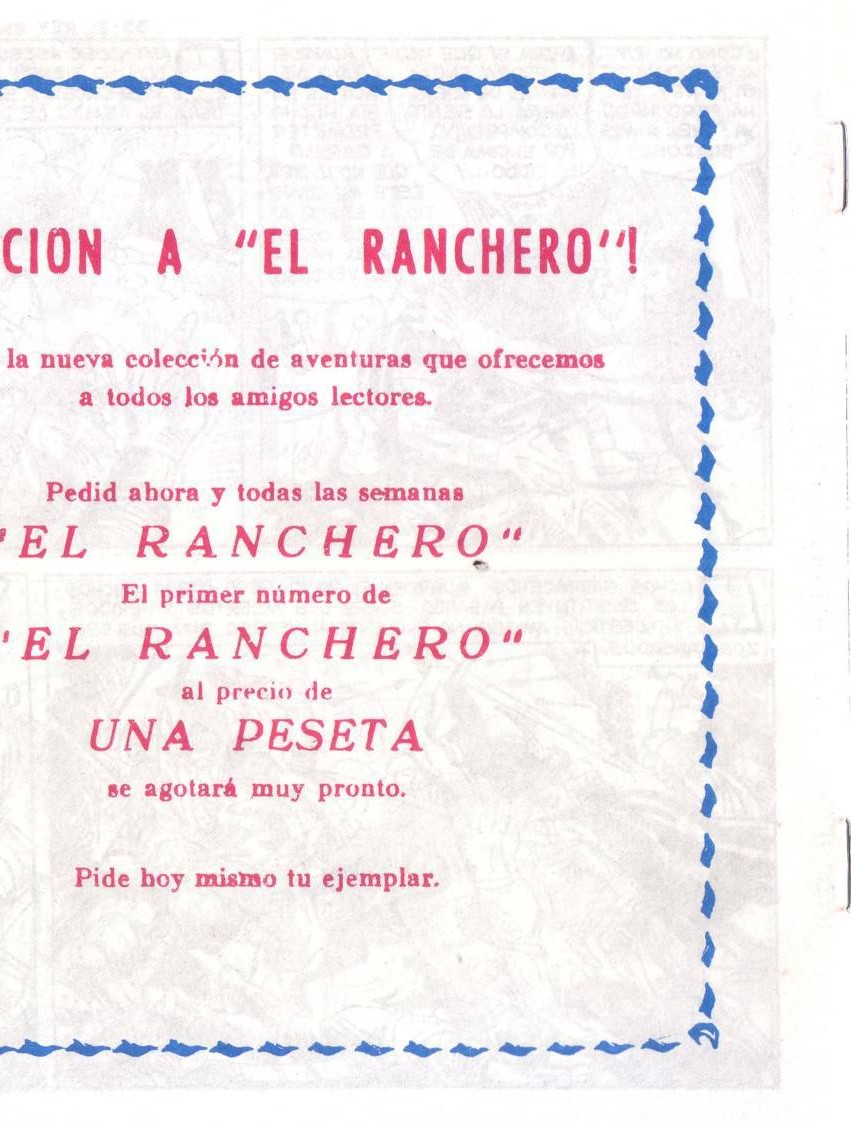 CION A "EL RANCHERO"!
la nueva colección de aventuras que ofrecemos
a todos los amigos lectores.
Pedid ahora y todas las semanas
"EL RANCHERO"
El primer número de
"EL RANCHERO"
al precio de
UNA PESETA
se agotará muy pronto.
Pide hoy mismo tu ejemplar.